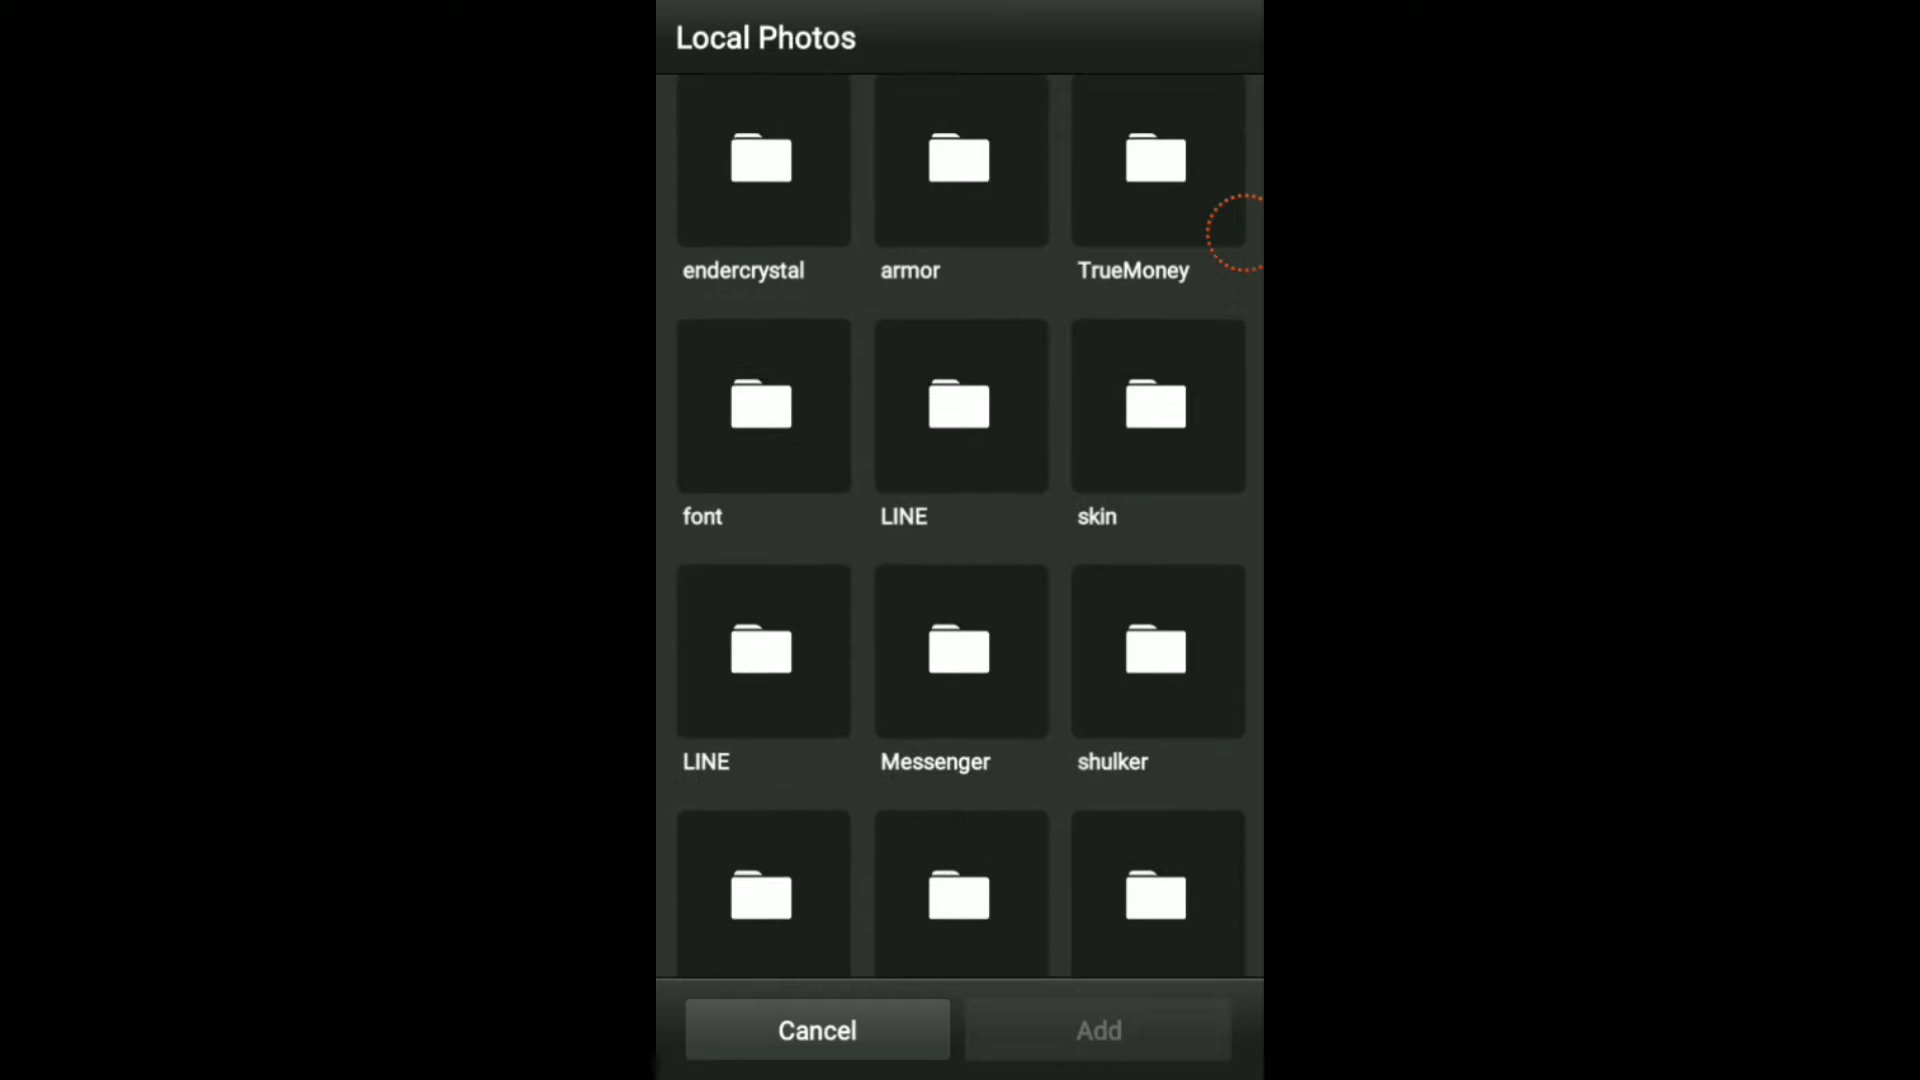 Local Photos
endercrystal
armor
TrueMoney
font
LINE
skin
LINE
Messenger
shulker
Cancel
Add